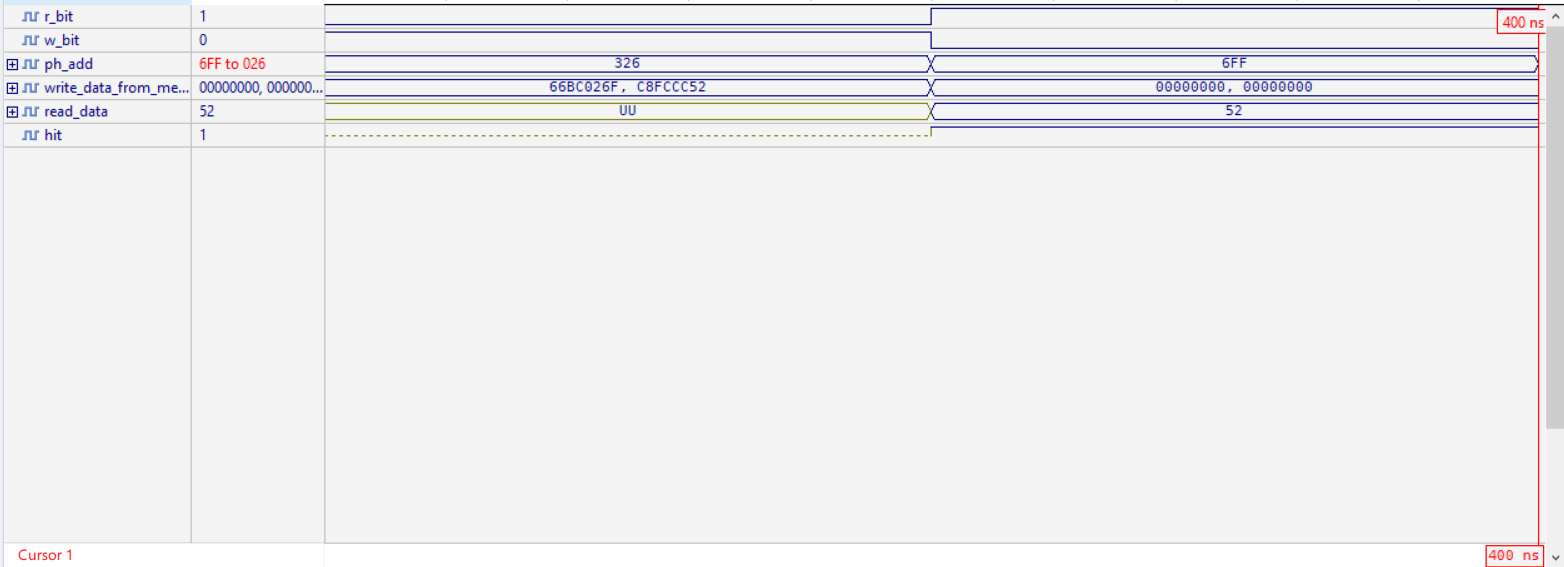 r_bit 1 400 ns
w_bit 0
ph_add 6FF to 026 326 6FF
write_data_from_me... 00000000, 000000... 66BC026F, C8FCCC52 00000000, 00000000
read_data 52 UU 52
hit 1
Cursor 1 400 ns